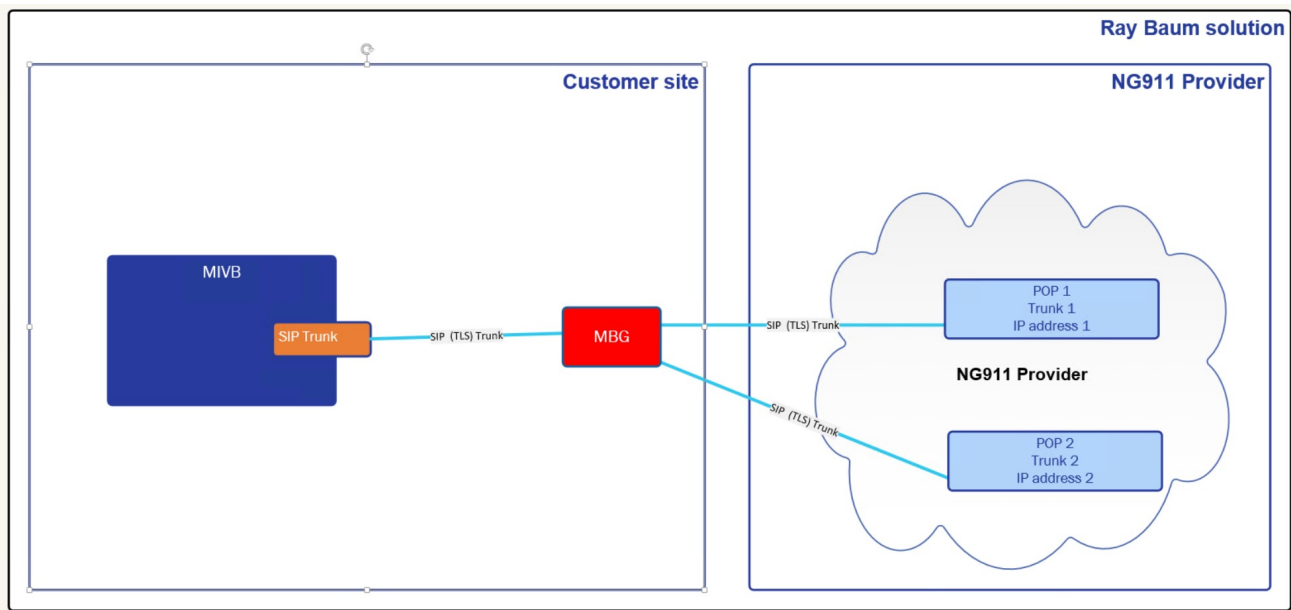 Ray Baum solution
Customer site
NG911 Provider
MIVB
SIP Trunk
SIP (TLS) Trunk
MBG
SIP (TLS) Trunk
SIP (TLS) Trunk
POP 1
Trunk 1
IP address 1
NG911 Provider
POP 2
Trunk 2
IP address 2